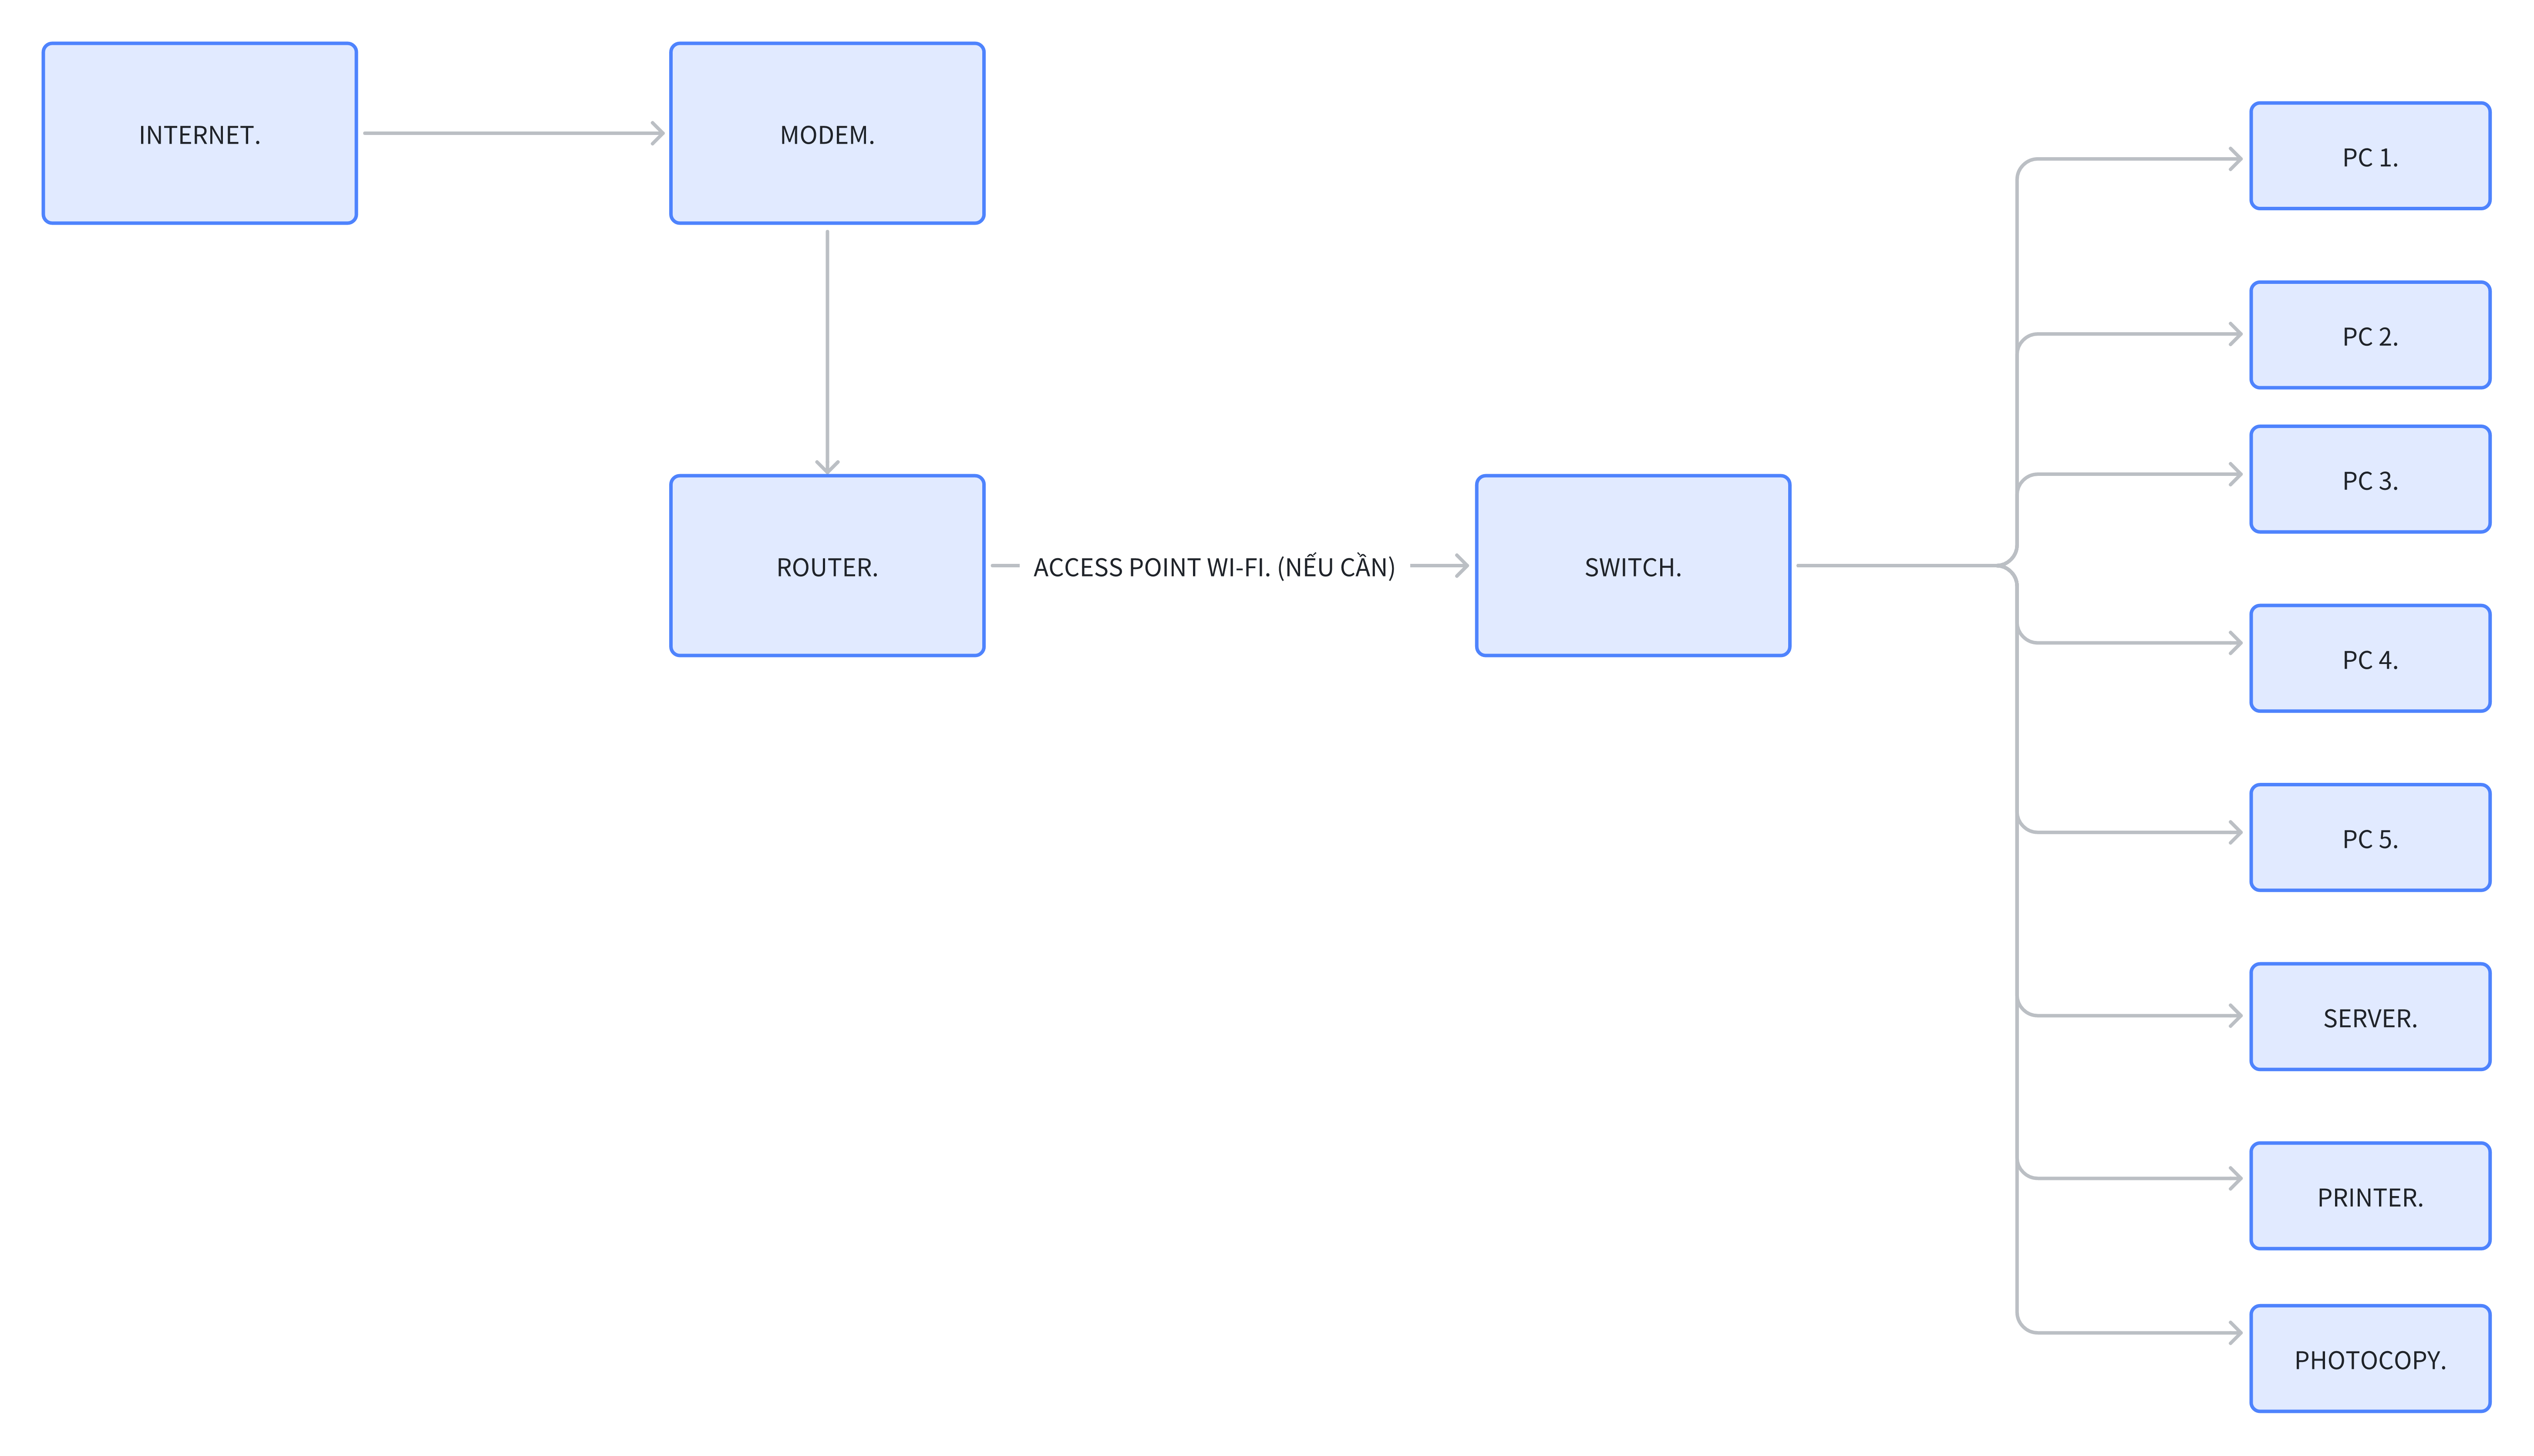 INTERNET.
MODEM.
PC 1.
PC 2.
PC 3.
ROUTER.
ACCESS POINT WI-FI. (NẾU CẦN)
SWITCH.
PC 4.
PC 5.
SERVER.
PRINTER.
PHOTOCOPY.